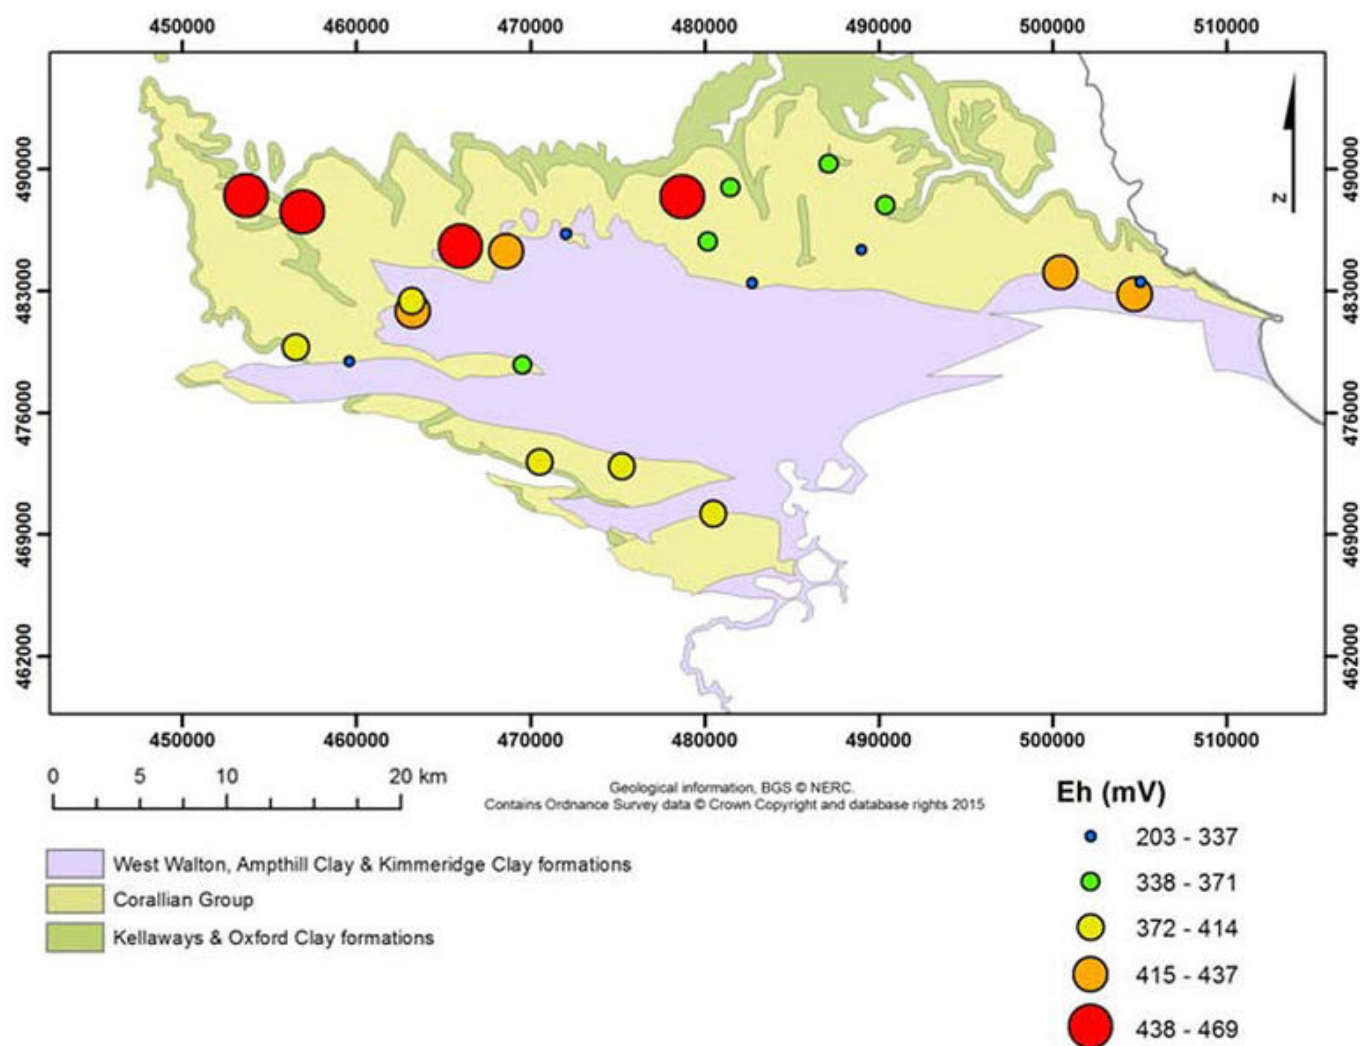 450000 460000 470000 480000 490000 500000 510000
490000 490000
483000 483000
476000 476000
469000 469000
462000 462000
N
450000 460000 470000 480000 490000 500000 510000
0 5 10 20 km
Geological information, BGS © NERC.
Contains Ordnance Survey data © Crown Copyright and database rights 2015
West Walton, Ampthill Clay & Kimmeridge Clay formations
Corallian Group
Kellaways & Oxford Clay formations
Eh (mV)
203 - 337
338 - 371
372 - 414
415 - 437
438 - 469